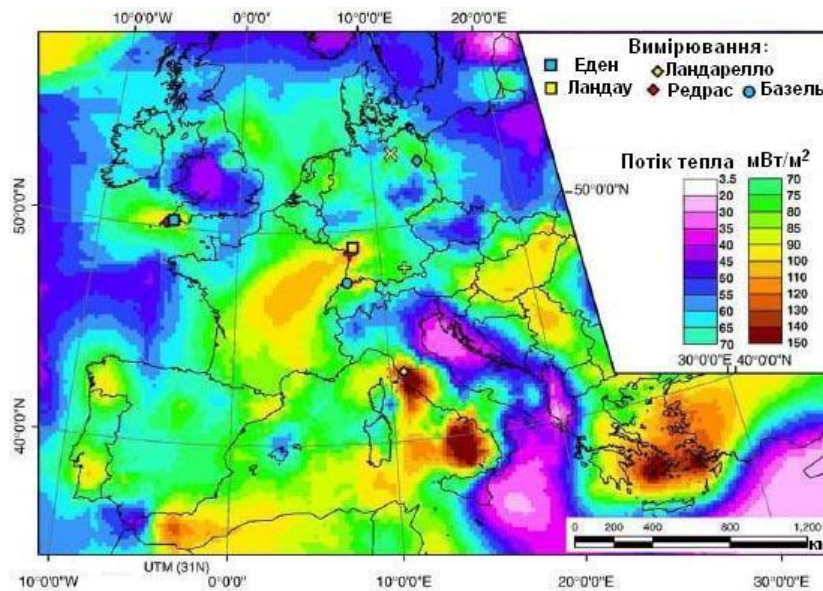 10°0'0"W 0°0'0" 10°0'0"E 20°0'0"E
Вимірювання:
Еден Ландарелло
Ландау Редрас Базель
Потік тепла мВт/м²
3.5 70
20 75
25 80
30 85
35 90
40 100
45 110
50 120
55 130
60 140
65 150
70
50°0'0"N
50°0'0"N
40°0'0"N
30°0'0"E 40°0'0"N
0 200 400 800 1,200
км
UTM (31N)
10°0'0"W 0°0'0" 10°0'0"E 20°0'0"E 30°0'0"E